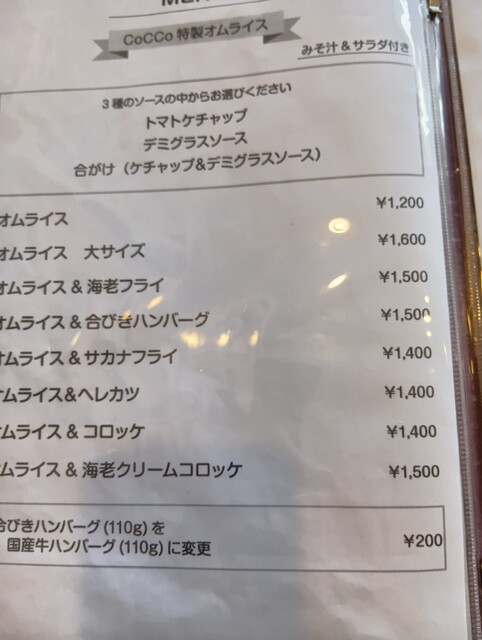 CoCCo 特製オムライス
みそ汁＆サラダ付き
3種のソースの中からお選びください
トマトケチャップ
デミグラスソース
合がけ（ケチャップ&デミグラスソース）
オムライス ¥1,200
オムライス 大サイズ ¥1,600
オムライス & 海老フライ ¥1,500
オムライス & 合びきハンバーグ ¥1,500
オムライス & サカナフライ ¥1,400
オムライス&ヘレカツ ¥1,400
オムライス & コロッケ ¥1,400
オムライス & 海老クリームコロッケ ¥1,500
合びきハンバーグ (110g) を
国産牛ハンバーグ (110g) に変更 ¥200